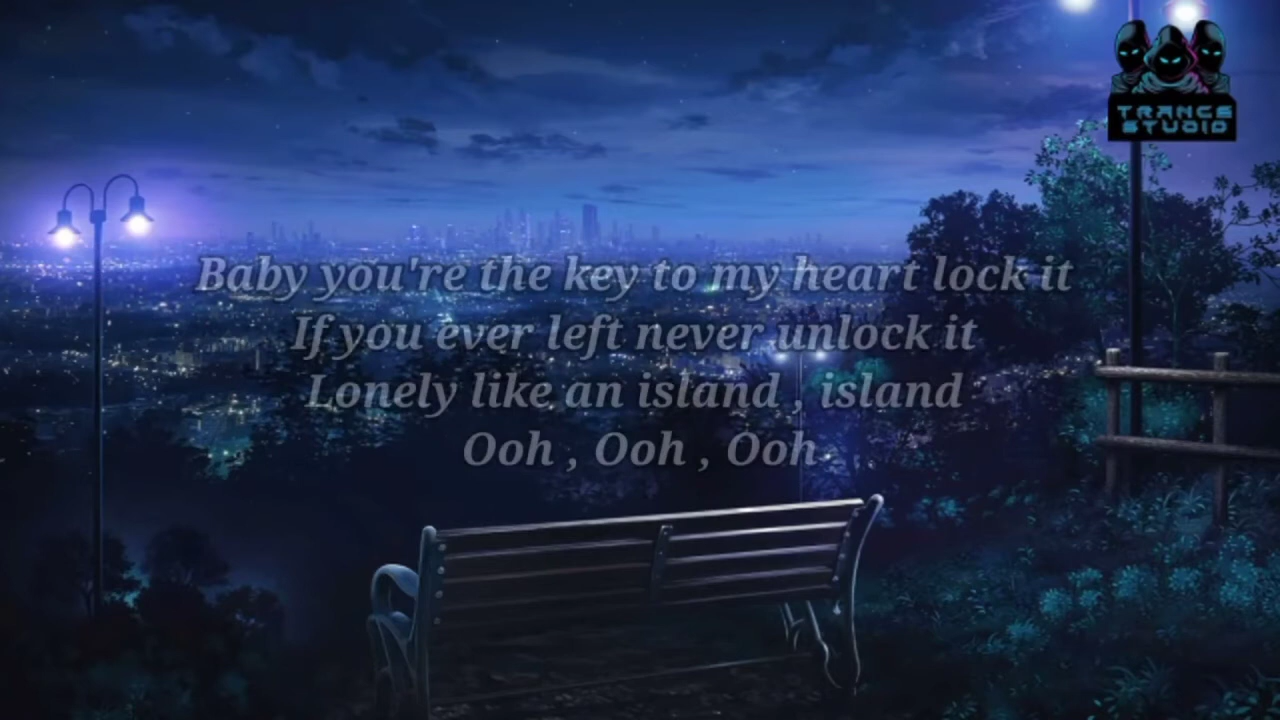 TRANCE
STUDIO
Baby you're the key to my heart lock it
If you ever left never unlock it
Lonely like an island , island
Ooh , Ooh , Ooh